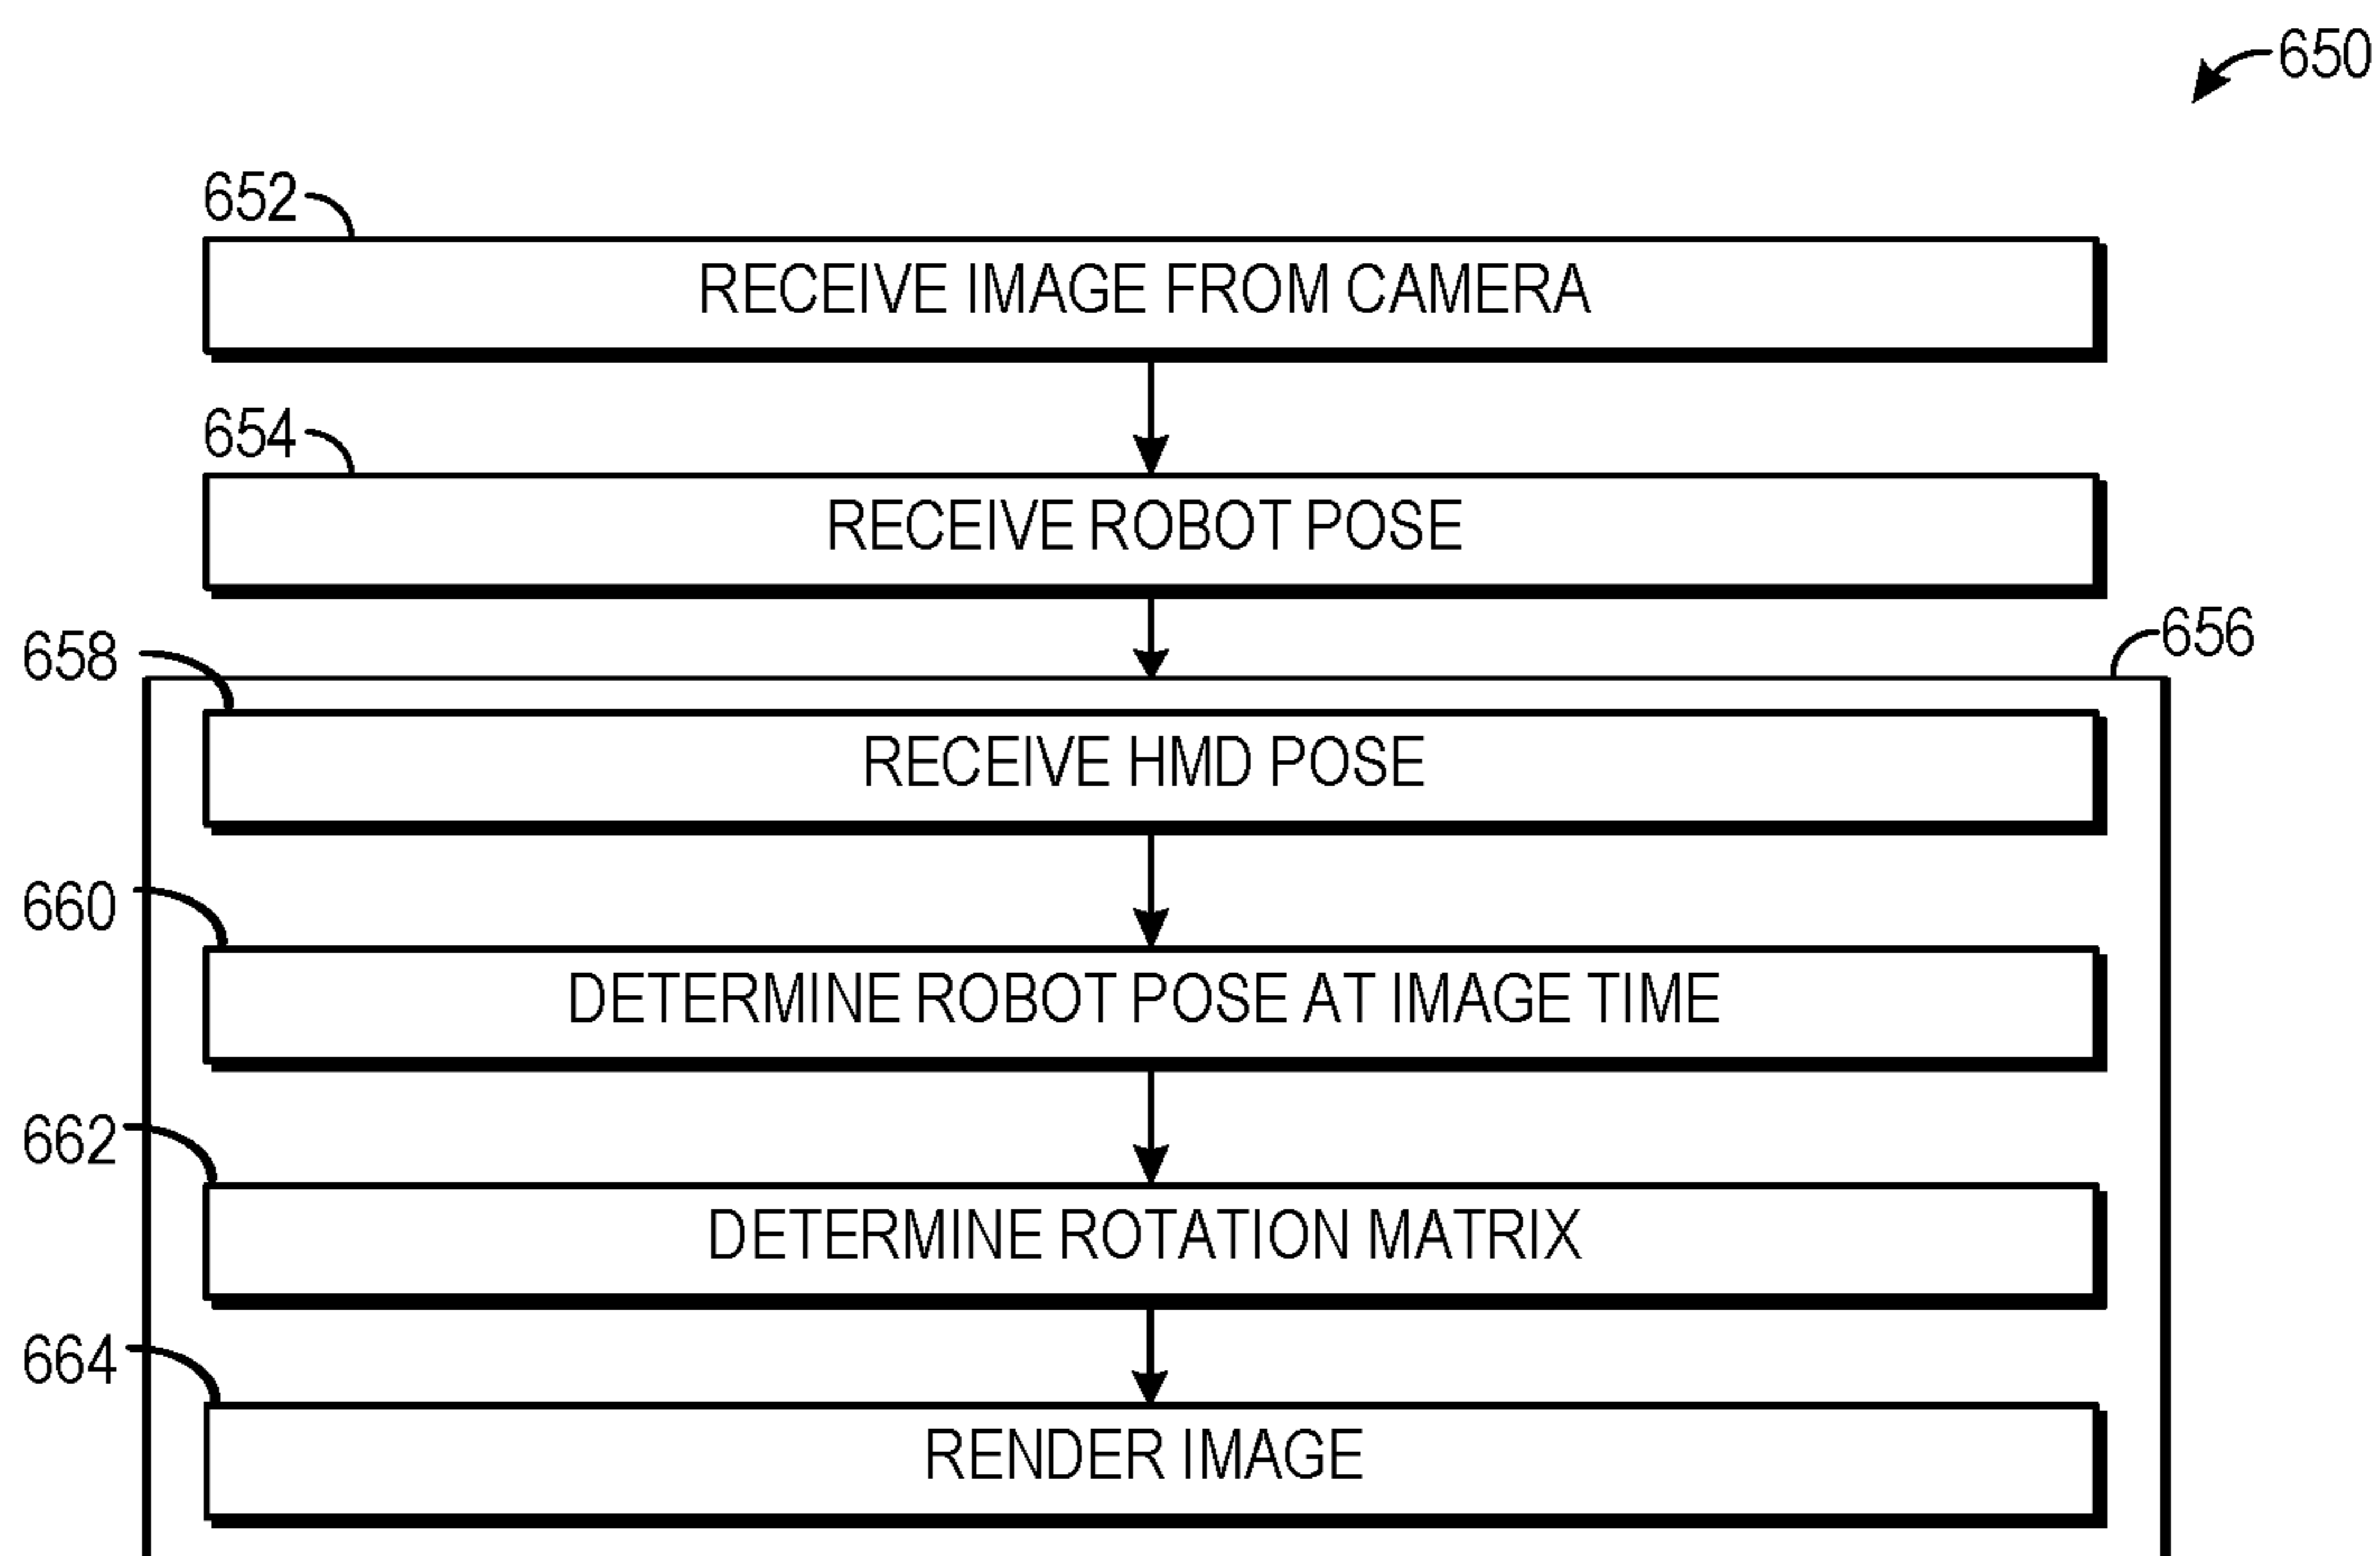 650
652
RECEIVE IMAGE FROM CAMERA
654
RECEIVE ROBOT POSE
656
658
RECEIVE HMD POSE
660
DETERMINE ROBOT POSE AT IMAGE TIME
662
DETERMINE ROTATION MATRIX
664
RENDER IMAGE